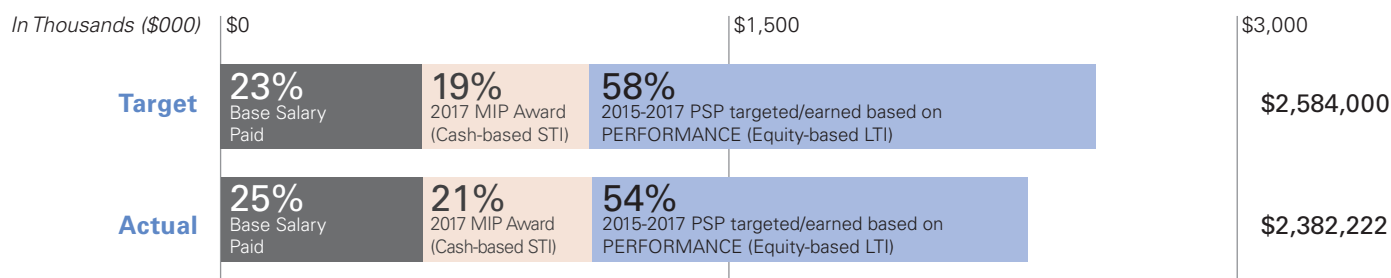 In Thousands ($000) $0 $1,500 $3,000
Target
23%
Base Salary
Paid
19%
2017 MIP Award
(Cash-based STI)
58%
2015-2017 PSP targeted/earned based on
PERFORMANCE (Equity-based LTI)
$2,584,000
Actual
25%
Base Salary
Paid
21%
2017 MIP Award
(Cash-based STI)
54%
2015-2017 PSP targeted/earned based on
PERFORMANCE (Equity-based LTI)
$2,382,222